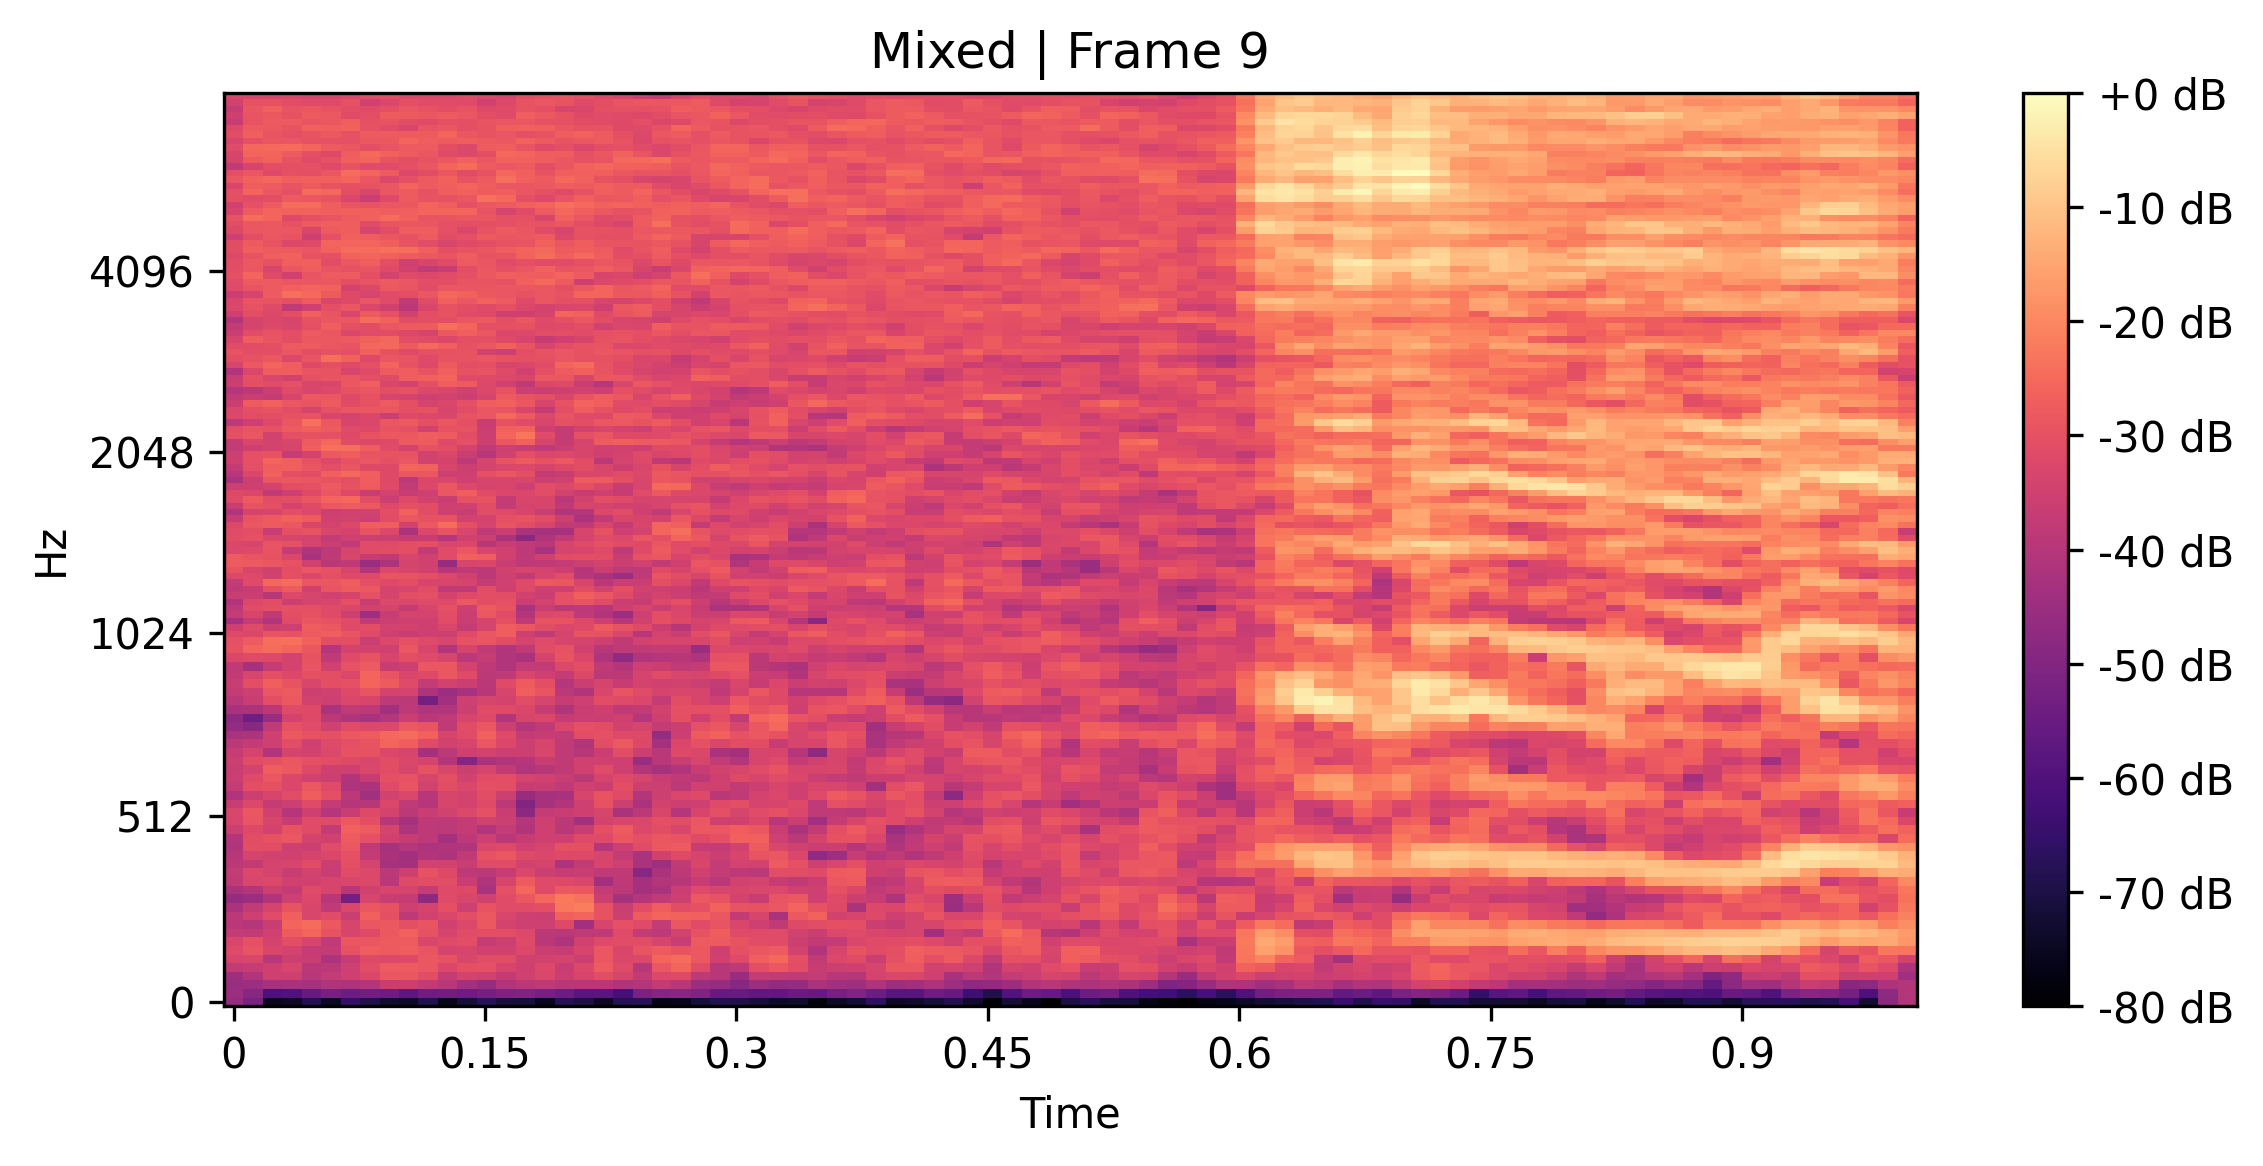 Mixed | Frame 9
Hz
4096
2048
1024
512
0
0 0.15 0.3 0.45 0.6 0.75 0.9
Time
+0 dB
-10 dB
-20 dB
-30 dB
-40 dB
-50 dB
-60 dB
-70 dB
-80 dB